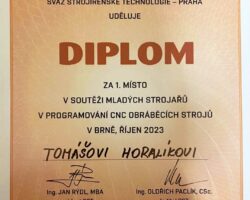 SVAZ STROJÍRENSKÉ TECHNOLOGIE – PRAHA
UDĚLUJE
DIPLOM
ZA 1. MÍSTO
V SOUTĚŽI MLADÝCH STROJAŘŮ
V PROGRAMOVÁNÍ CNC OBRÁBĚCÍCH STROJŮ
V BRNĚ, ŘÍJEN 2023
TOMÁŠOVI HORALÍKOVI
Ing. JAN RÝDL, MBA
Ing. OLDŘICH PACLÍK, CSc.